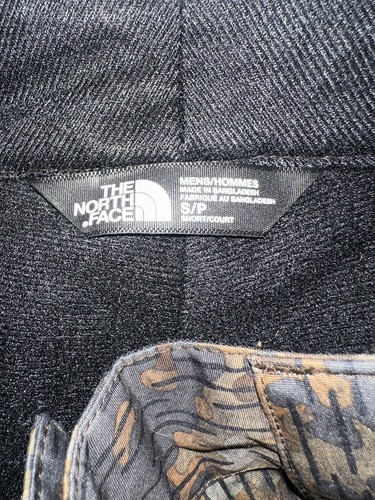 THE
NORTH
FACE
MENS/HOMMES
MADE IN BANGLADESH
FABRIQUÉ AU BANGLADESH
S/P
SHORT/COURT